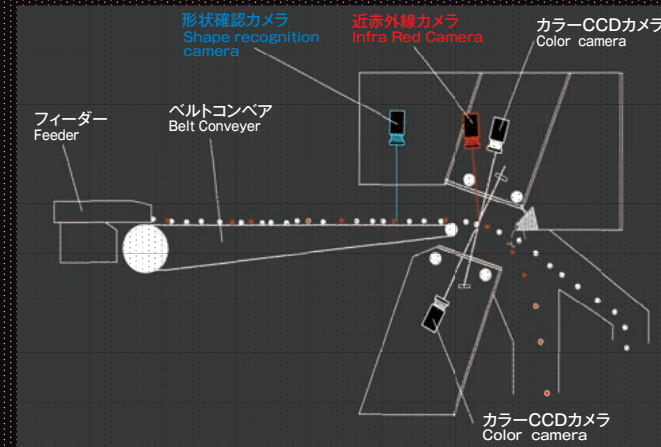 形状確認カメラ
Shape recognition
camera
近赤外線カメラ
Infra Red Camera
カラーCCDカメラ
Color camera
フィーダー
Feeder
ベルトコンベア
Belt Conveyer
カラーCCDカメラ
Color camera